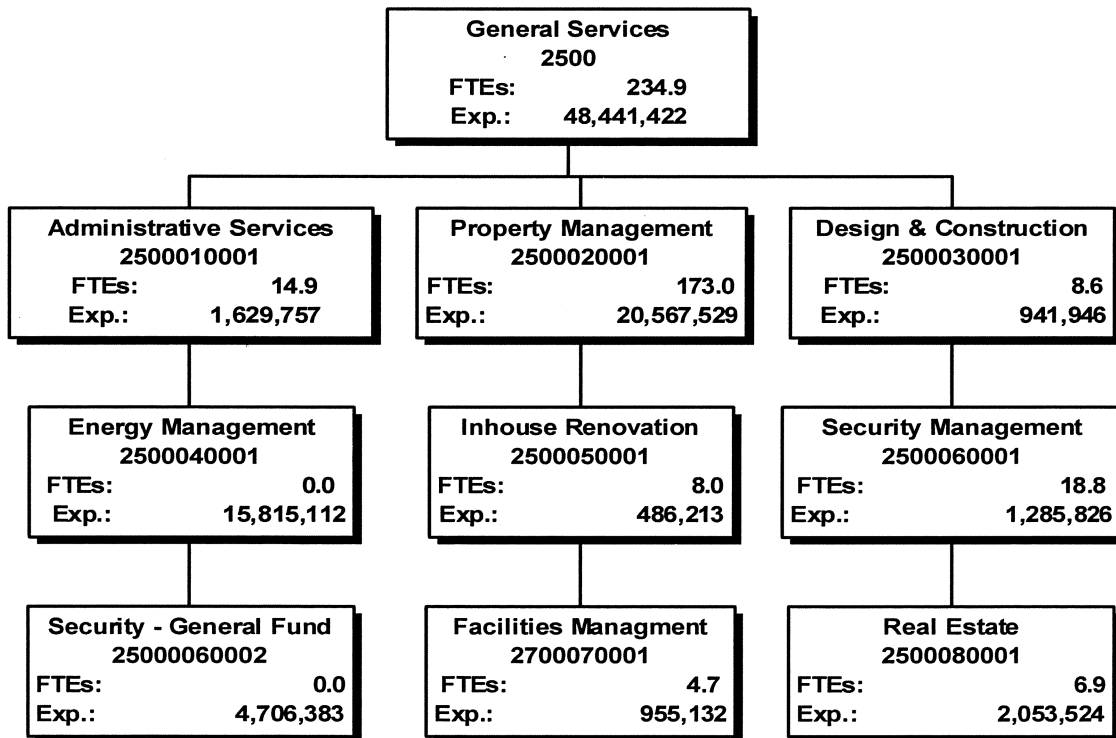 General Services
2500
FTEs: 234.9
Exp.: 48,441,422
Administrative Services
2500010001
FTEs: 14.9
Exp.: 1,629,757
Property Management
2500020001
FTEs: 173.0
Exp.: 20,567,529
Design & Construction
2500030001
FTEs: 8.6
Exp.: 941,946
Energy Management
2500040001
FTEs: 0.0
Exp.: 15,815,112
Inhouse Renovation
2500050001
FTEs: 8.0
Exp.: 486,213
Security Management
2500060001
FTEs: 18.8
Exp.: 1,285,826
Security - General Fund
25000060002
FTEs: 0.0
Exp.: 4,706,383
Facilities Managment
2700070001
FTEs: 4.7
Exp.: 955,132
Real Estate
2500080001
FTEs: 6.9
Exp.: 2,053,524